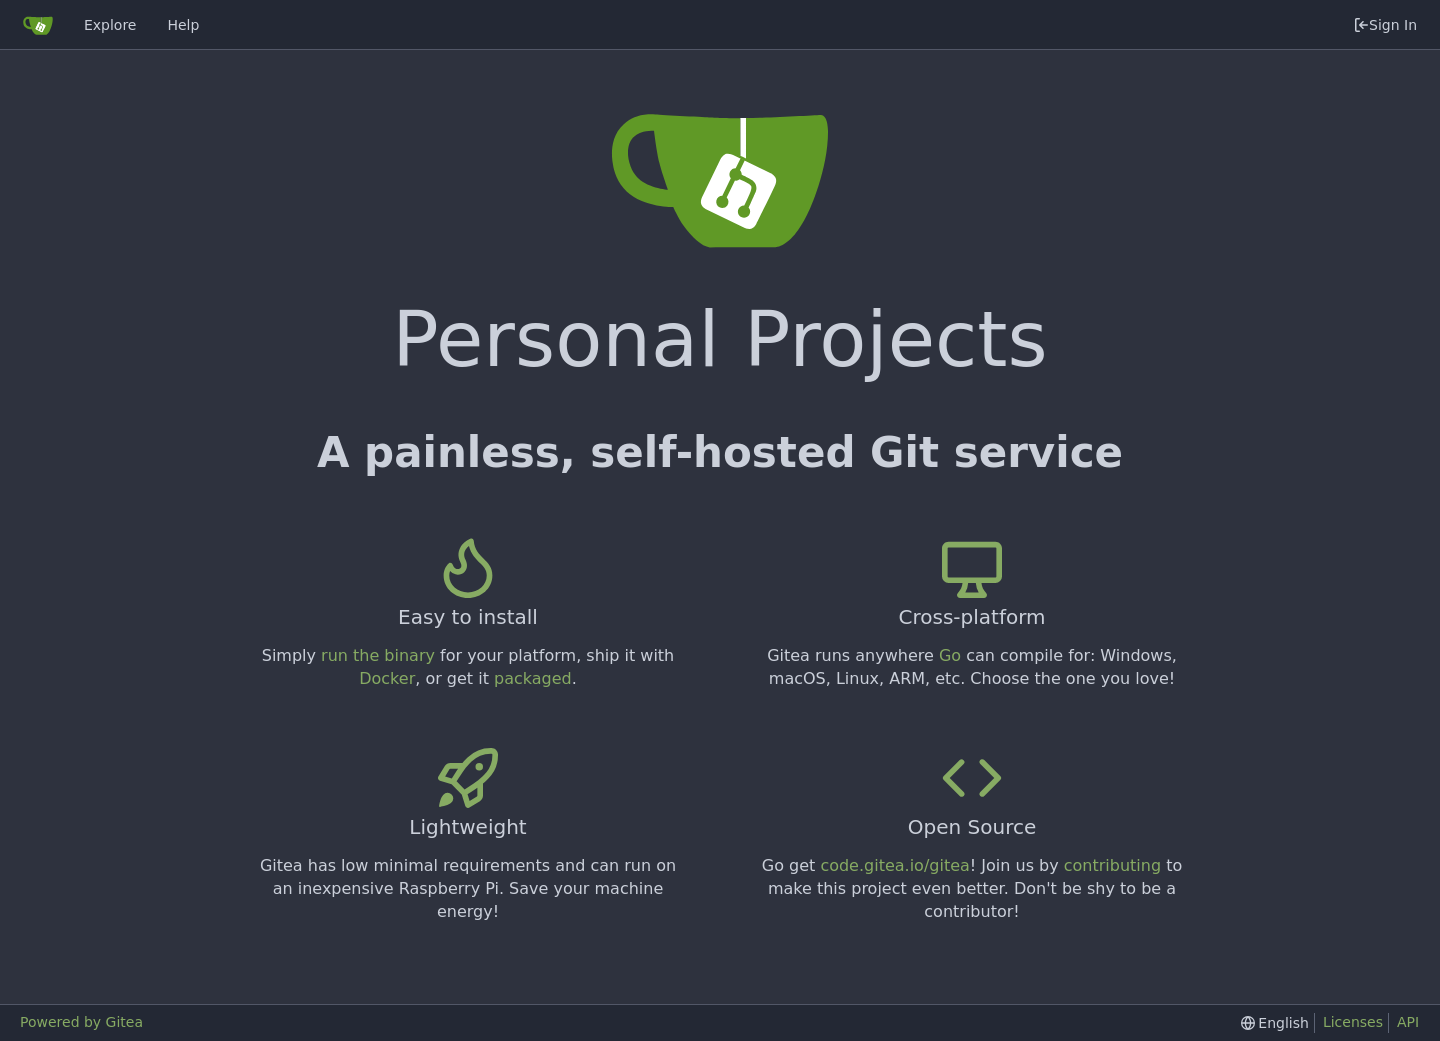 Explore
Help
Sign In
Personal Projects
A painless, self-hosted Git service
Easy to install
Simply run the binary for your platform, ship it with
Docker, or get it packaged.
Cross-platform
Gitea runs anywhere Go can compile for: Windows,
macOS, Linux, ARM, etc. Choose the one you love!
Lightweight
Gitea has low minimal requirements and can run on
an inexpensive Raspberry Pi. Save your machine
energy!
Open Source
Go get code.gitea.io/gitea! Join us by contributing to
make this project even better. Don't be shy to be a
contributor!
Powered by Gitea
English
Licenses
API